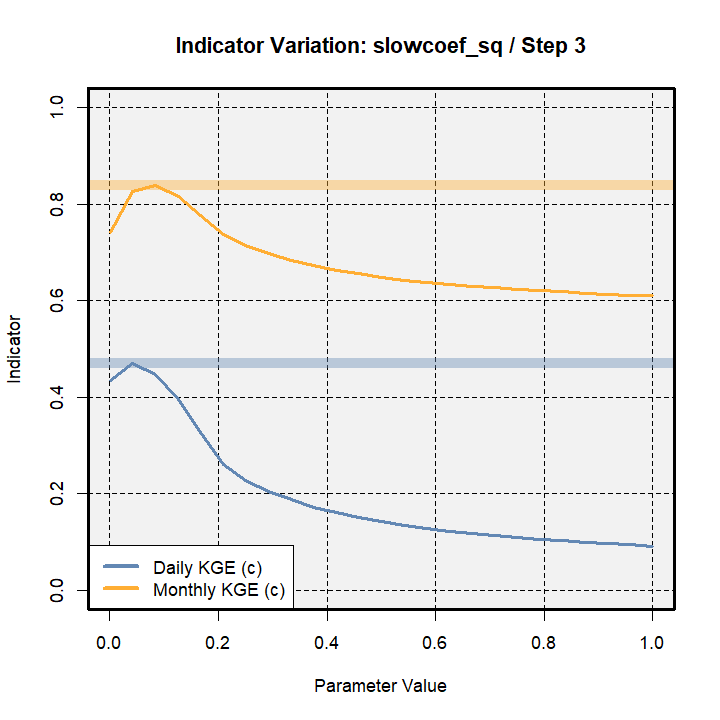 Indicator Variation: slowcoef_sq / Step 3
Indicator
1.0
0.8
0.6
0.4
0.2
0.0
Daily KGE (c)
Monthly KGE (c)
0.0 0.2 0.4 0.6 0.8 1.0
Parameter Value